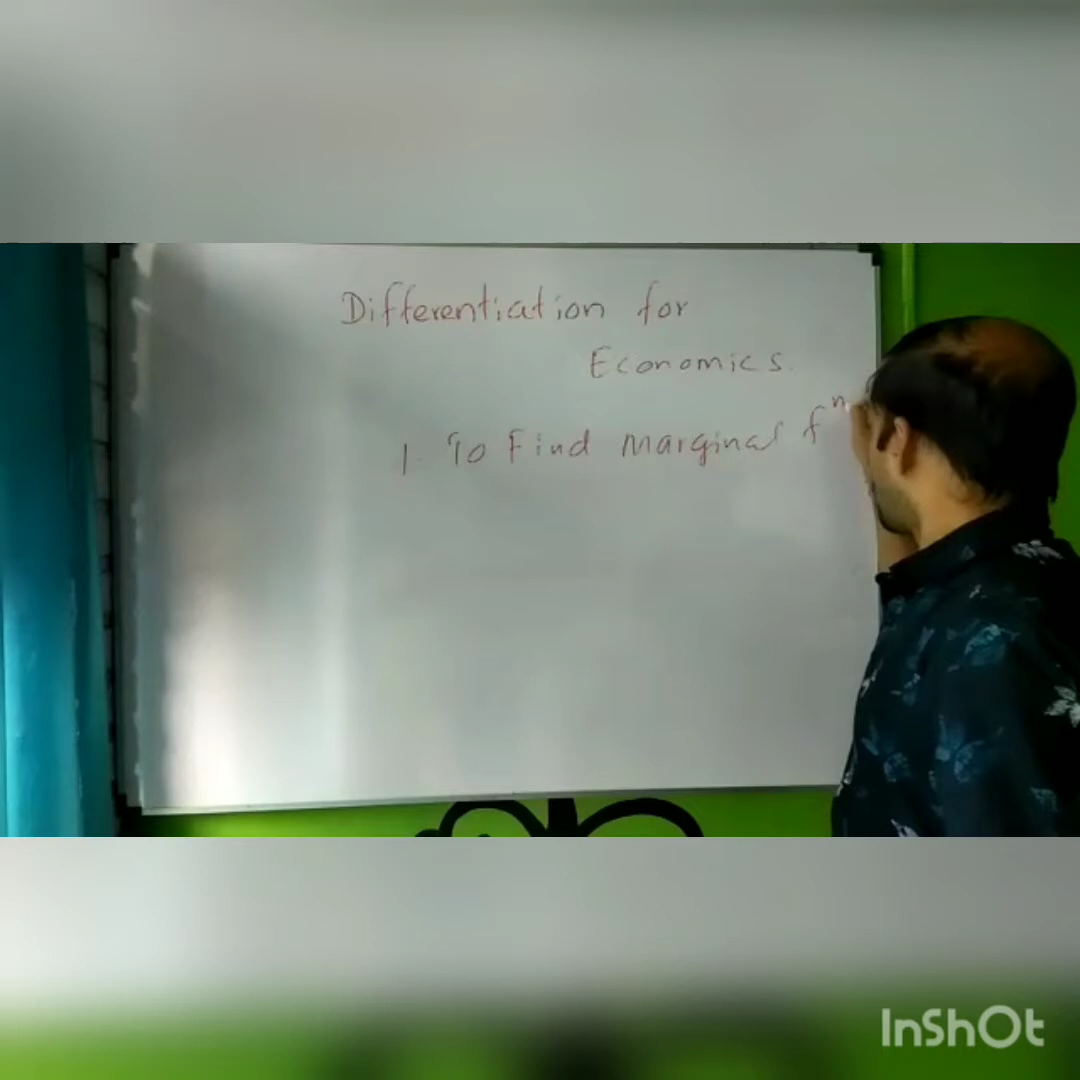 Differentiation for
Economics.
1. To Find marginal fⁿ
InShOt